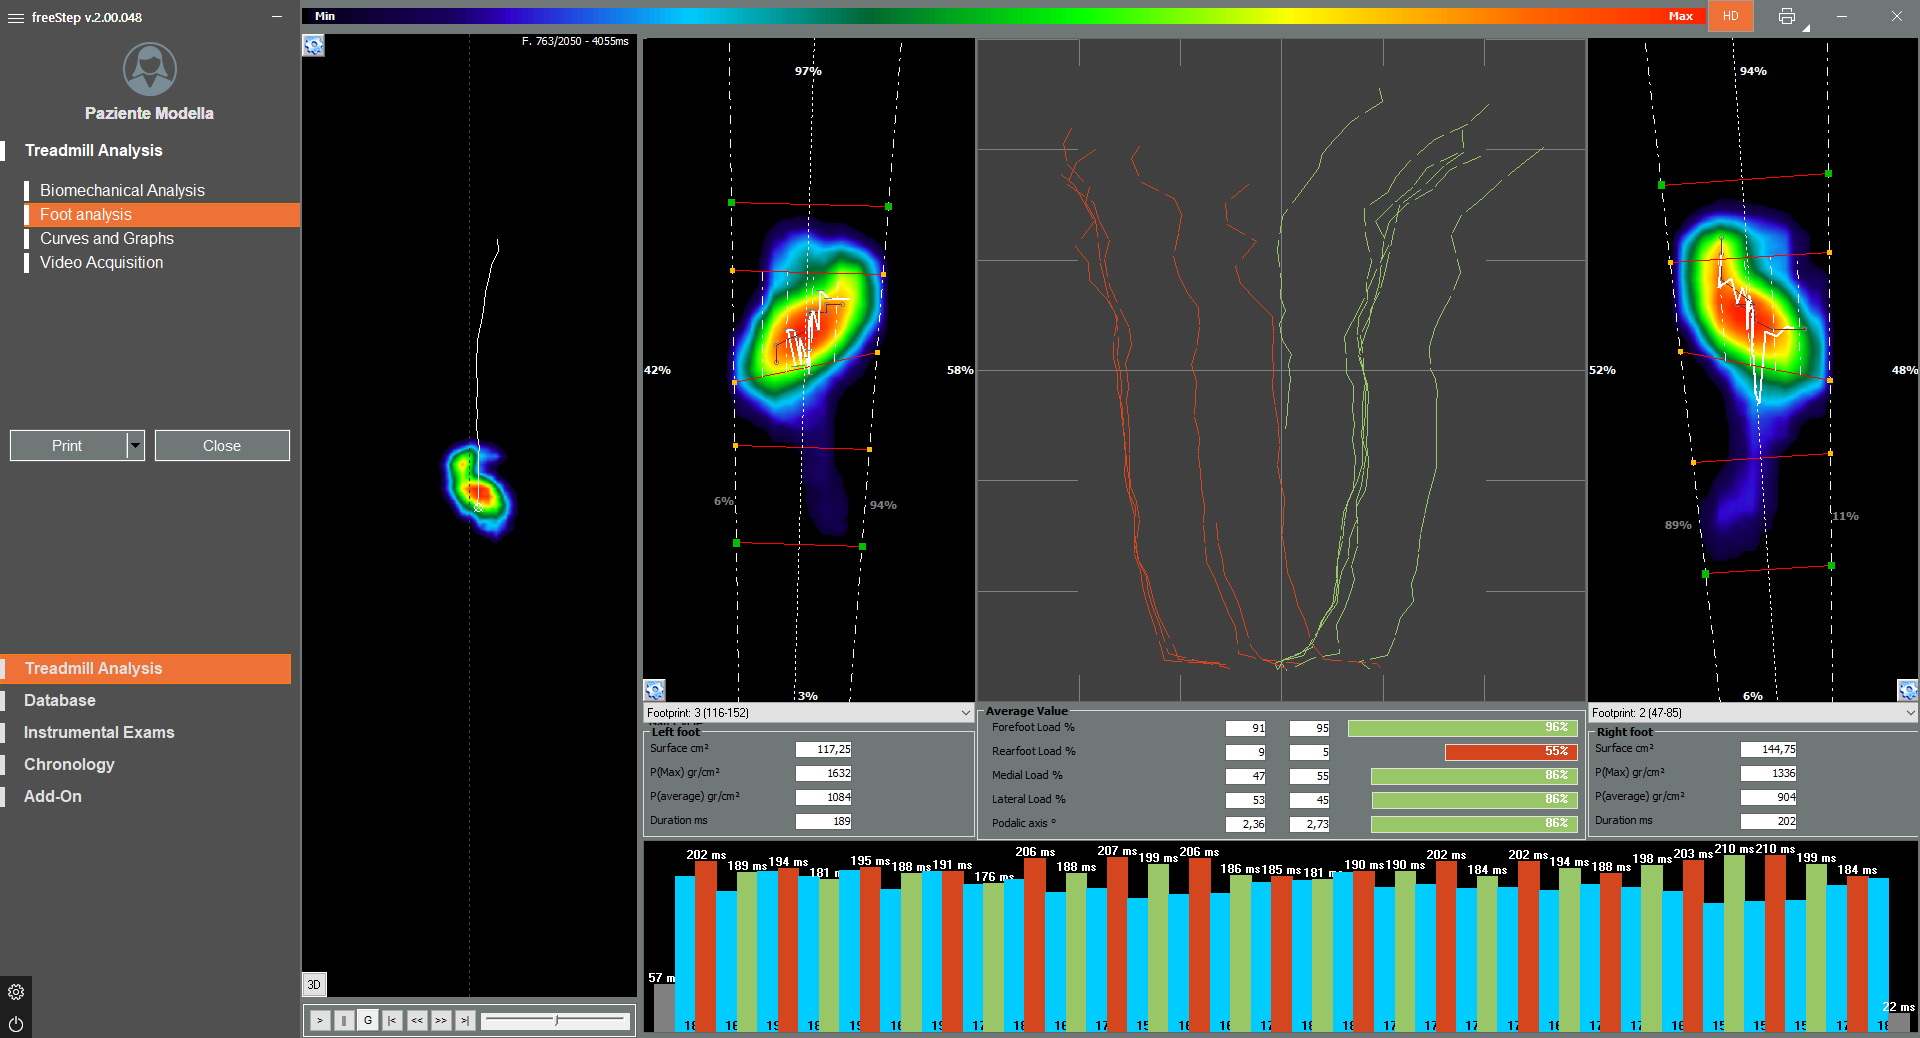 freeStep v.2.00.048
Paziente Modella
Treadmill Analysis
Biomechanical Analysis
Foot analysis
Curves and Graphs
Video Acquisition
Print
Close
Treadmill Analysis
Database
Instrumental Exams
Chronology
Add-On
Min
Max
HD
F. 763/2050 - 4055ms
3D
> || G |< << >> >|
97%
42%
58%
6%
94%
3%
94%
52%
48%
89%
11%
6%
Footprint: 3 (116-152)
Left foot
Surface cm² 117,25
P(Max) gr/cm² 1632
P(average) gr/cm² 1084
Duration ms 189
Average Value
Forefoot Load % 91 95 96%
Rearfoot Load % 9 5 55%
Medial Load % 47 55 86%
Lateral Load % 53 45 86%
Podalic axis ° 2,36 2,73 86%
Footprint: 2 (47-85)
Right foot
Surface cm² 144,75
P(Max) gr/cm² 1336
P(average) gr/cm² 904
Duration ms 202
57 m
202 ms
189 ms
194 ms
181
195 ms
188 ms
191 ms
176 ms
206 ms
188 ms
207 ms
199 ms
206 ms
186 ms
185 ms
181
190 ms
190 ms
202 ms
184 ms
202 ms
194 ms
188 ms
198 ms
203 ms
210 ms
210 ms
199 ms
184 ms
22 ms